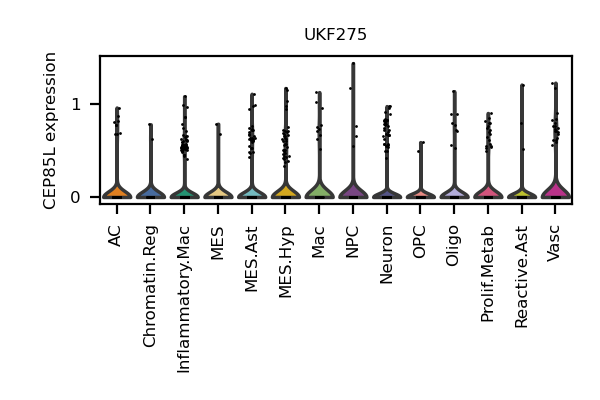 UKF275
CEP85L expression
1
0
AC
Chromatin.Reg
Inflammatory.Mac
MES
MES.Ast
MES.Hyp
Mac
NPC
Neuron
OPC
Oligo
Prolif.Metab
Reactive.Ast
Vasc